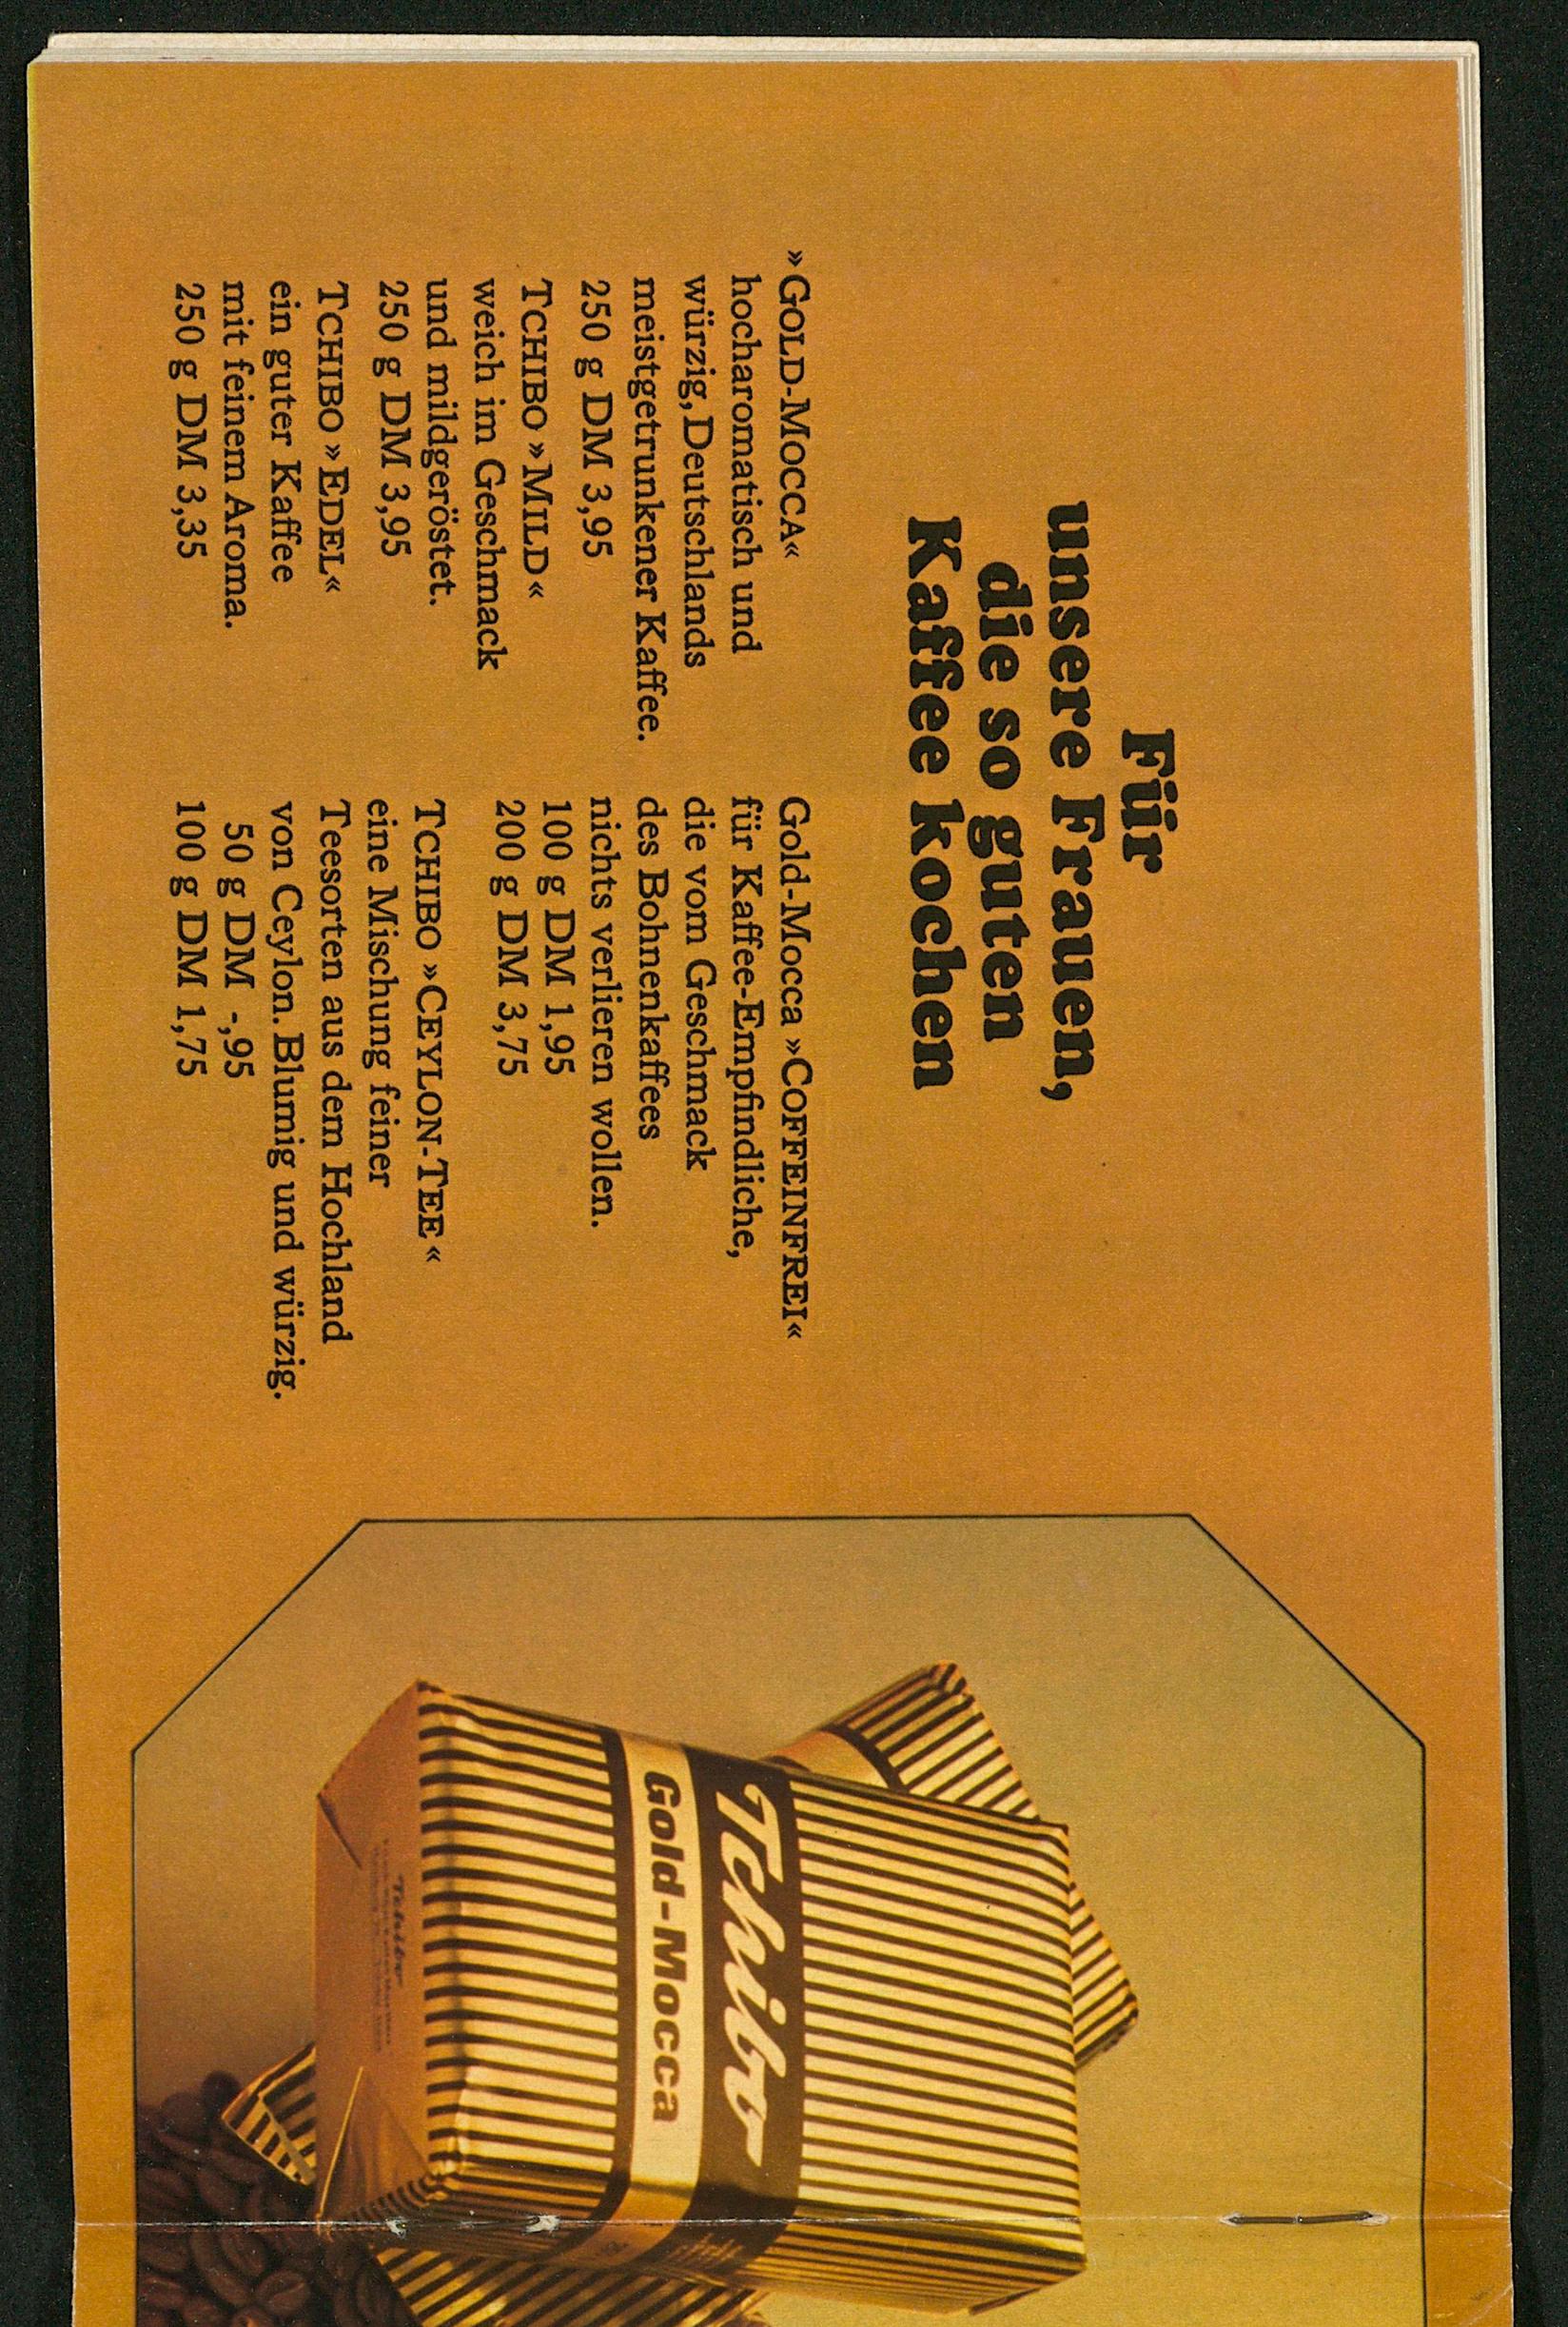 Für
unsere Frauen,
die so guten
Kaffee kochen
»GOLD-MOCCA«
hocharomatisch und
würzig, Deutschlands
meistgetrunkener Kaffee.
250 g DM 3,95
TCHIBO »MILD«
weich im Geschmack
und mildgeröstet.
250 g DM 3,95
TCHIBO »EDEL«
ein guter Kaffee
mit feinem Aroma.
250 g DM 3,35
Gold-Mocca »COFFEINFREI«
für Kaffee-Empfindliche,
die vom Geschmack
des Bohnenkaffees
nichts verlieren wollen.
100 g DM 1,95
200 g DM 3,75
TCHIBO »CEYLON-TEE«
eine Mischung feiner
Teesorten aus dem Hochland
von Ceylon. Blumig und würzig.
50 g DM -,95
100 g DM 1,75
Tchibo
Gold-Mocca
Tchibo